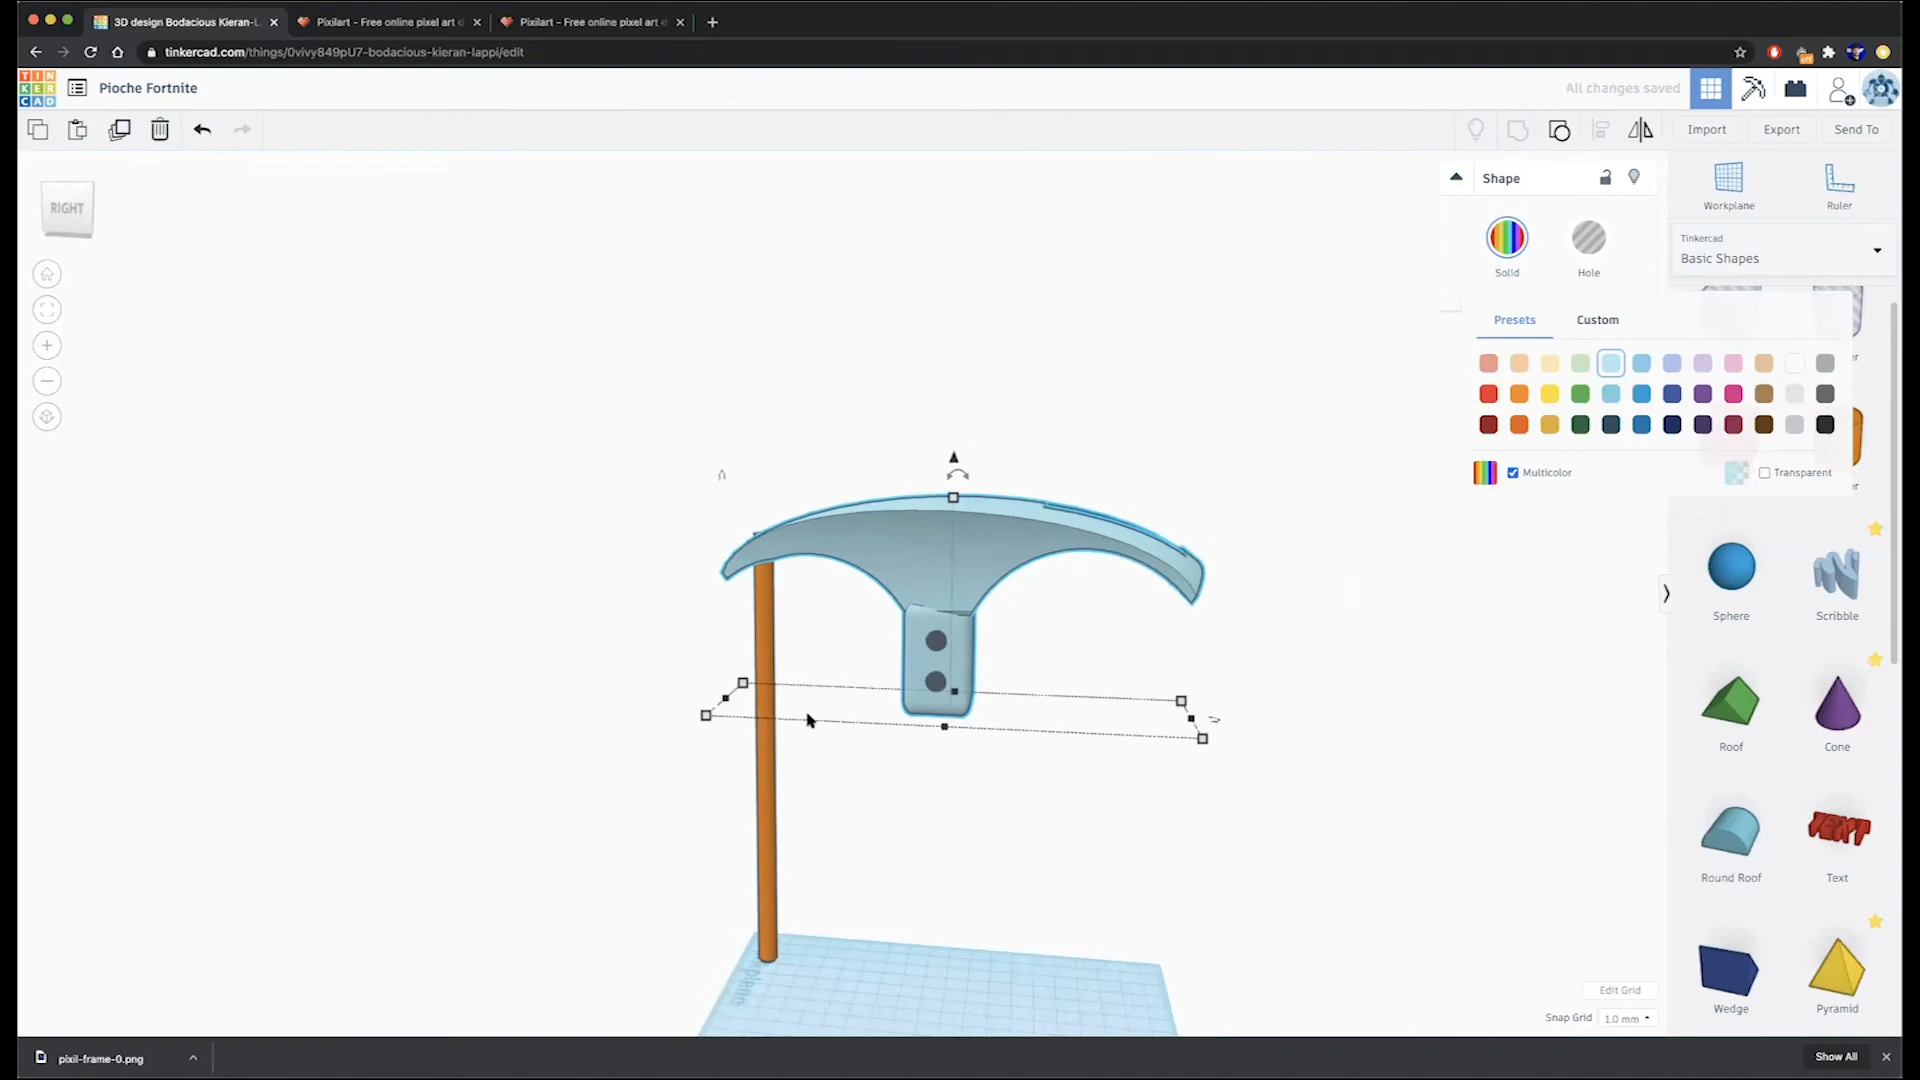 3D design Bodacious Kieran-L
Pixilart - Free online pixel art
Pixilart - Free online pixel art
tinkercad.com/things/0vivy849pU7-bodacious-kieran-lappi/edit
TIN
KER
CAD
Pioche Fortnite
All changes saved
Import
Export
Send To
RIGHT
Shape
Workplane
Ruler
Solid
Hole
Tinkercad
Basic Shapes
Presets
Custom
Multicolor
Transparent
Sphere
Scribble
Roof
Cone
TEXT
Round Roof
Text
Wedge
Pyramid
Edit Grid
Snap Grid
1.0 mm
pixil-frame-0.png
Show All